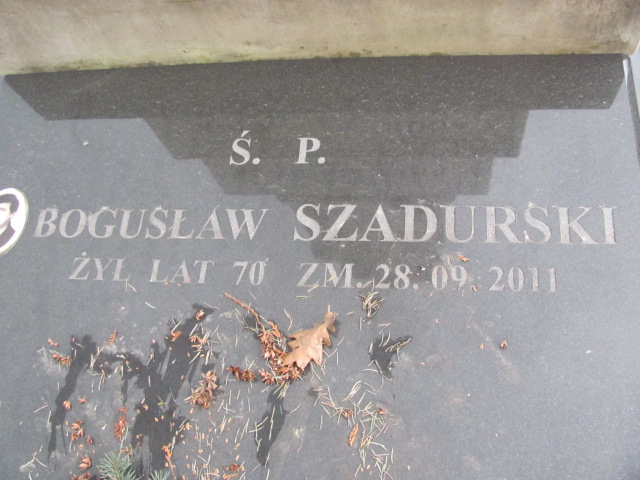 Ś. P.
BOGUSŁAW SZADURSKI
ŻYŁ LAT 70 ZM. 28. 09. 2011